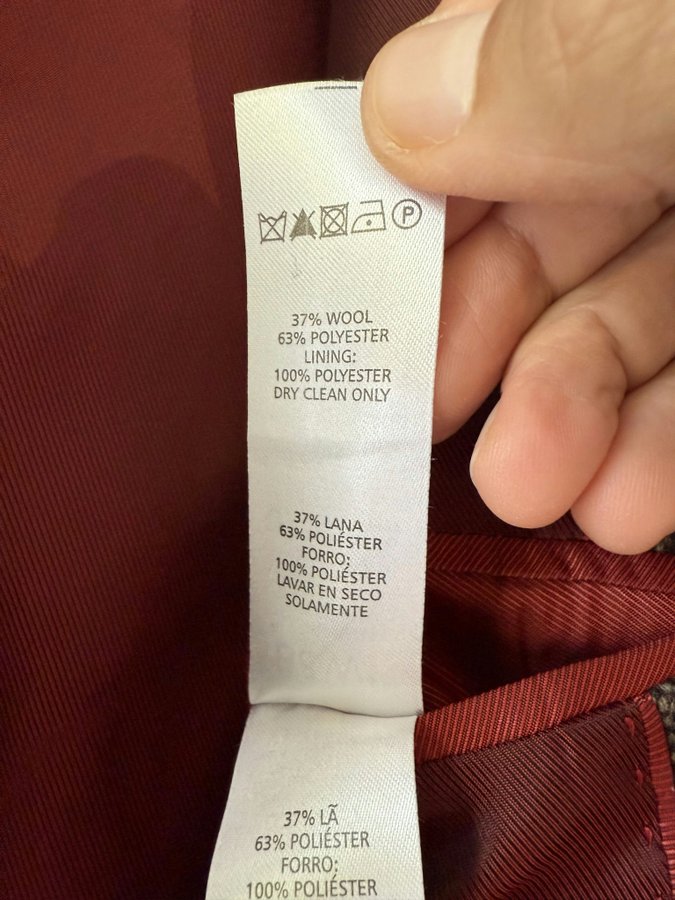 P
37% WOOL
63% POLYESTER
LINING:
100% POLYESTER
DRY CLEAN ONLY
37% LANA
63% POLIÉSTER
FORRO:
100% POLIÉSTER
LAVAR EN SECO
SOLAMENTE
37% LÃ
63% POLIÉSTER
FORRO:
100% POLIÉSTER